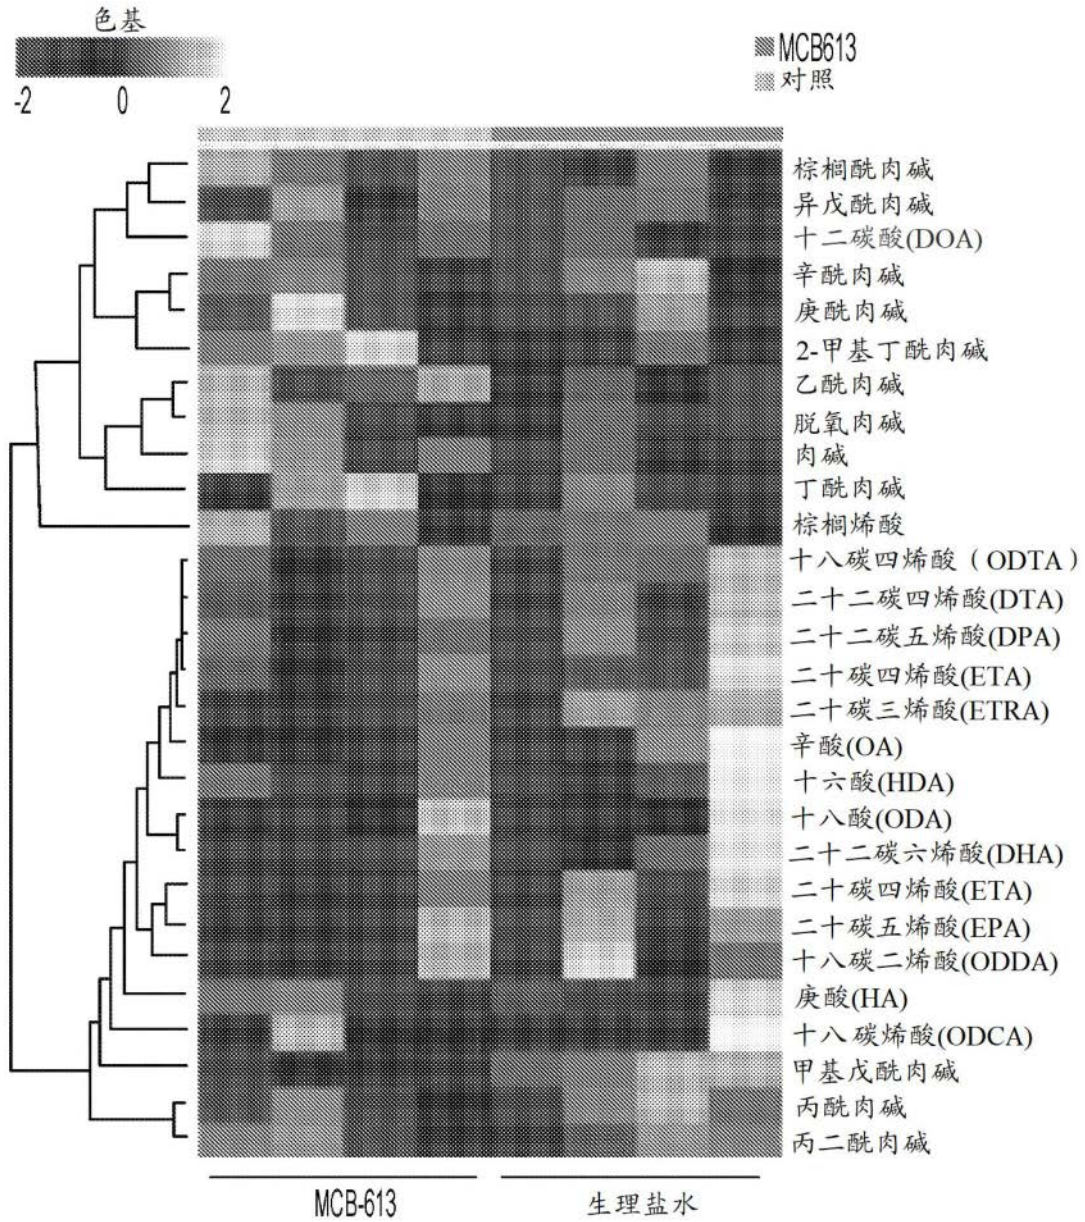 色基
-2 0 2
MCB613
对照
棕榈酰肉碱
异戊酰肉碱
十二碳酸(DOA)
辛酰肉碱
庚酰肉碱
2-甲基丁酰肉碱
乙酰肉碱
脱氧肉碱
肉碱
丁酰肉碱
棕榈烯酸
十八碳四烯酸（ODTA）
二十二碳四烯酸(DTA)
二十二碳五烯酸(DPA)
二十碳四烯酸(ETA)
二十碳三烯酸(ETRA)
辛酸(OA)
十六酸(HDA)
十八酸(ODA)
二十二碳六烯酸(DHA)
二十碳四烯酸(ETA)
二十碳五烯酸(EPA)
十八碳二烯酸(ODDA)
庚酸(HA)
十八碳烯酸(ODCA)
甲基戊酰肉碱
丙酰肉碱
丙二酰肉碱
MCB-613 生理盐水